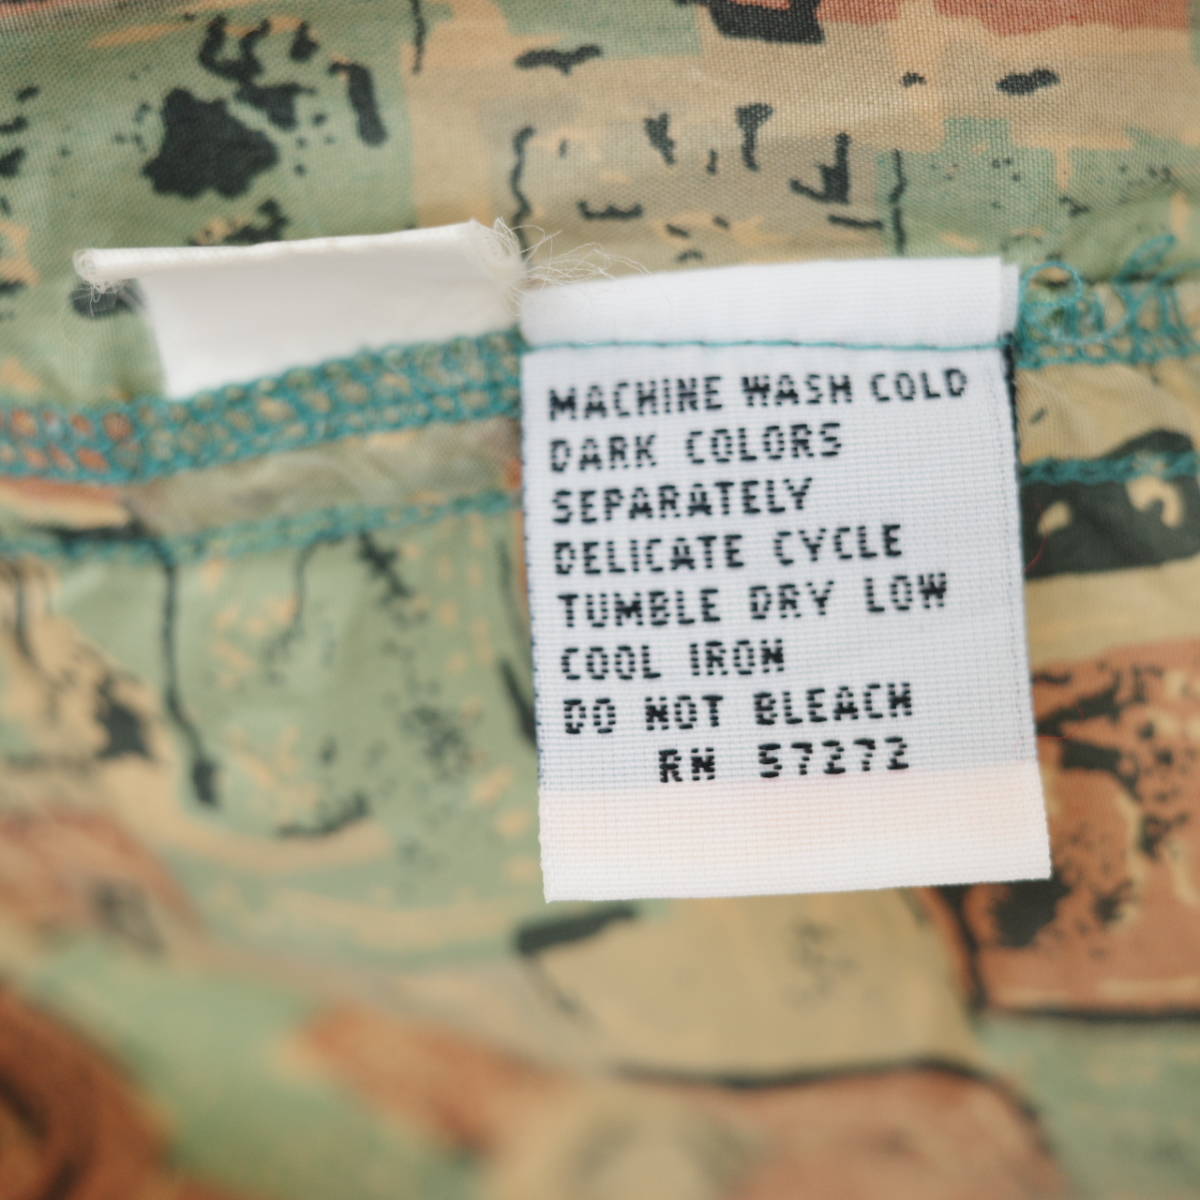 MACHINE WASH COLD
DARK COLORS
SEPARATELY
DELICATE CYCLE
TUMBLE DRY LOW
COOL IRON
DO NOT BLEACH
RN 57272